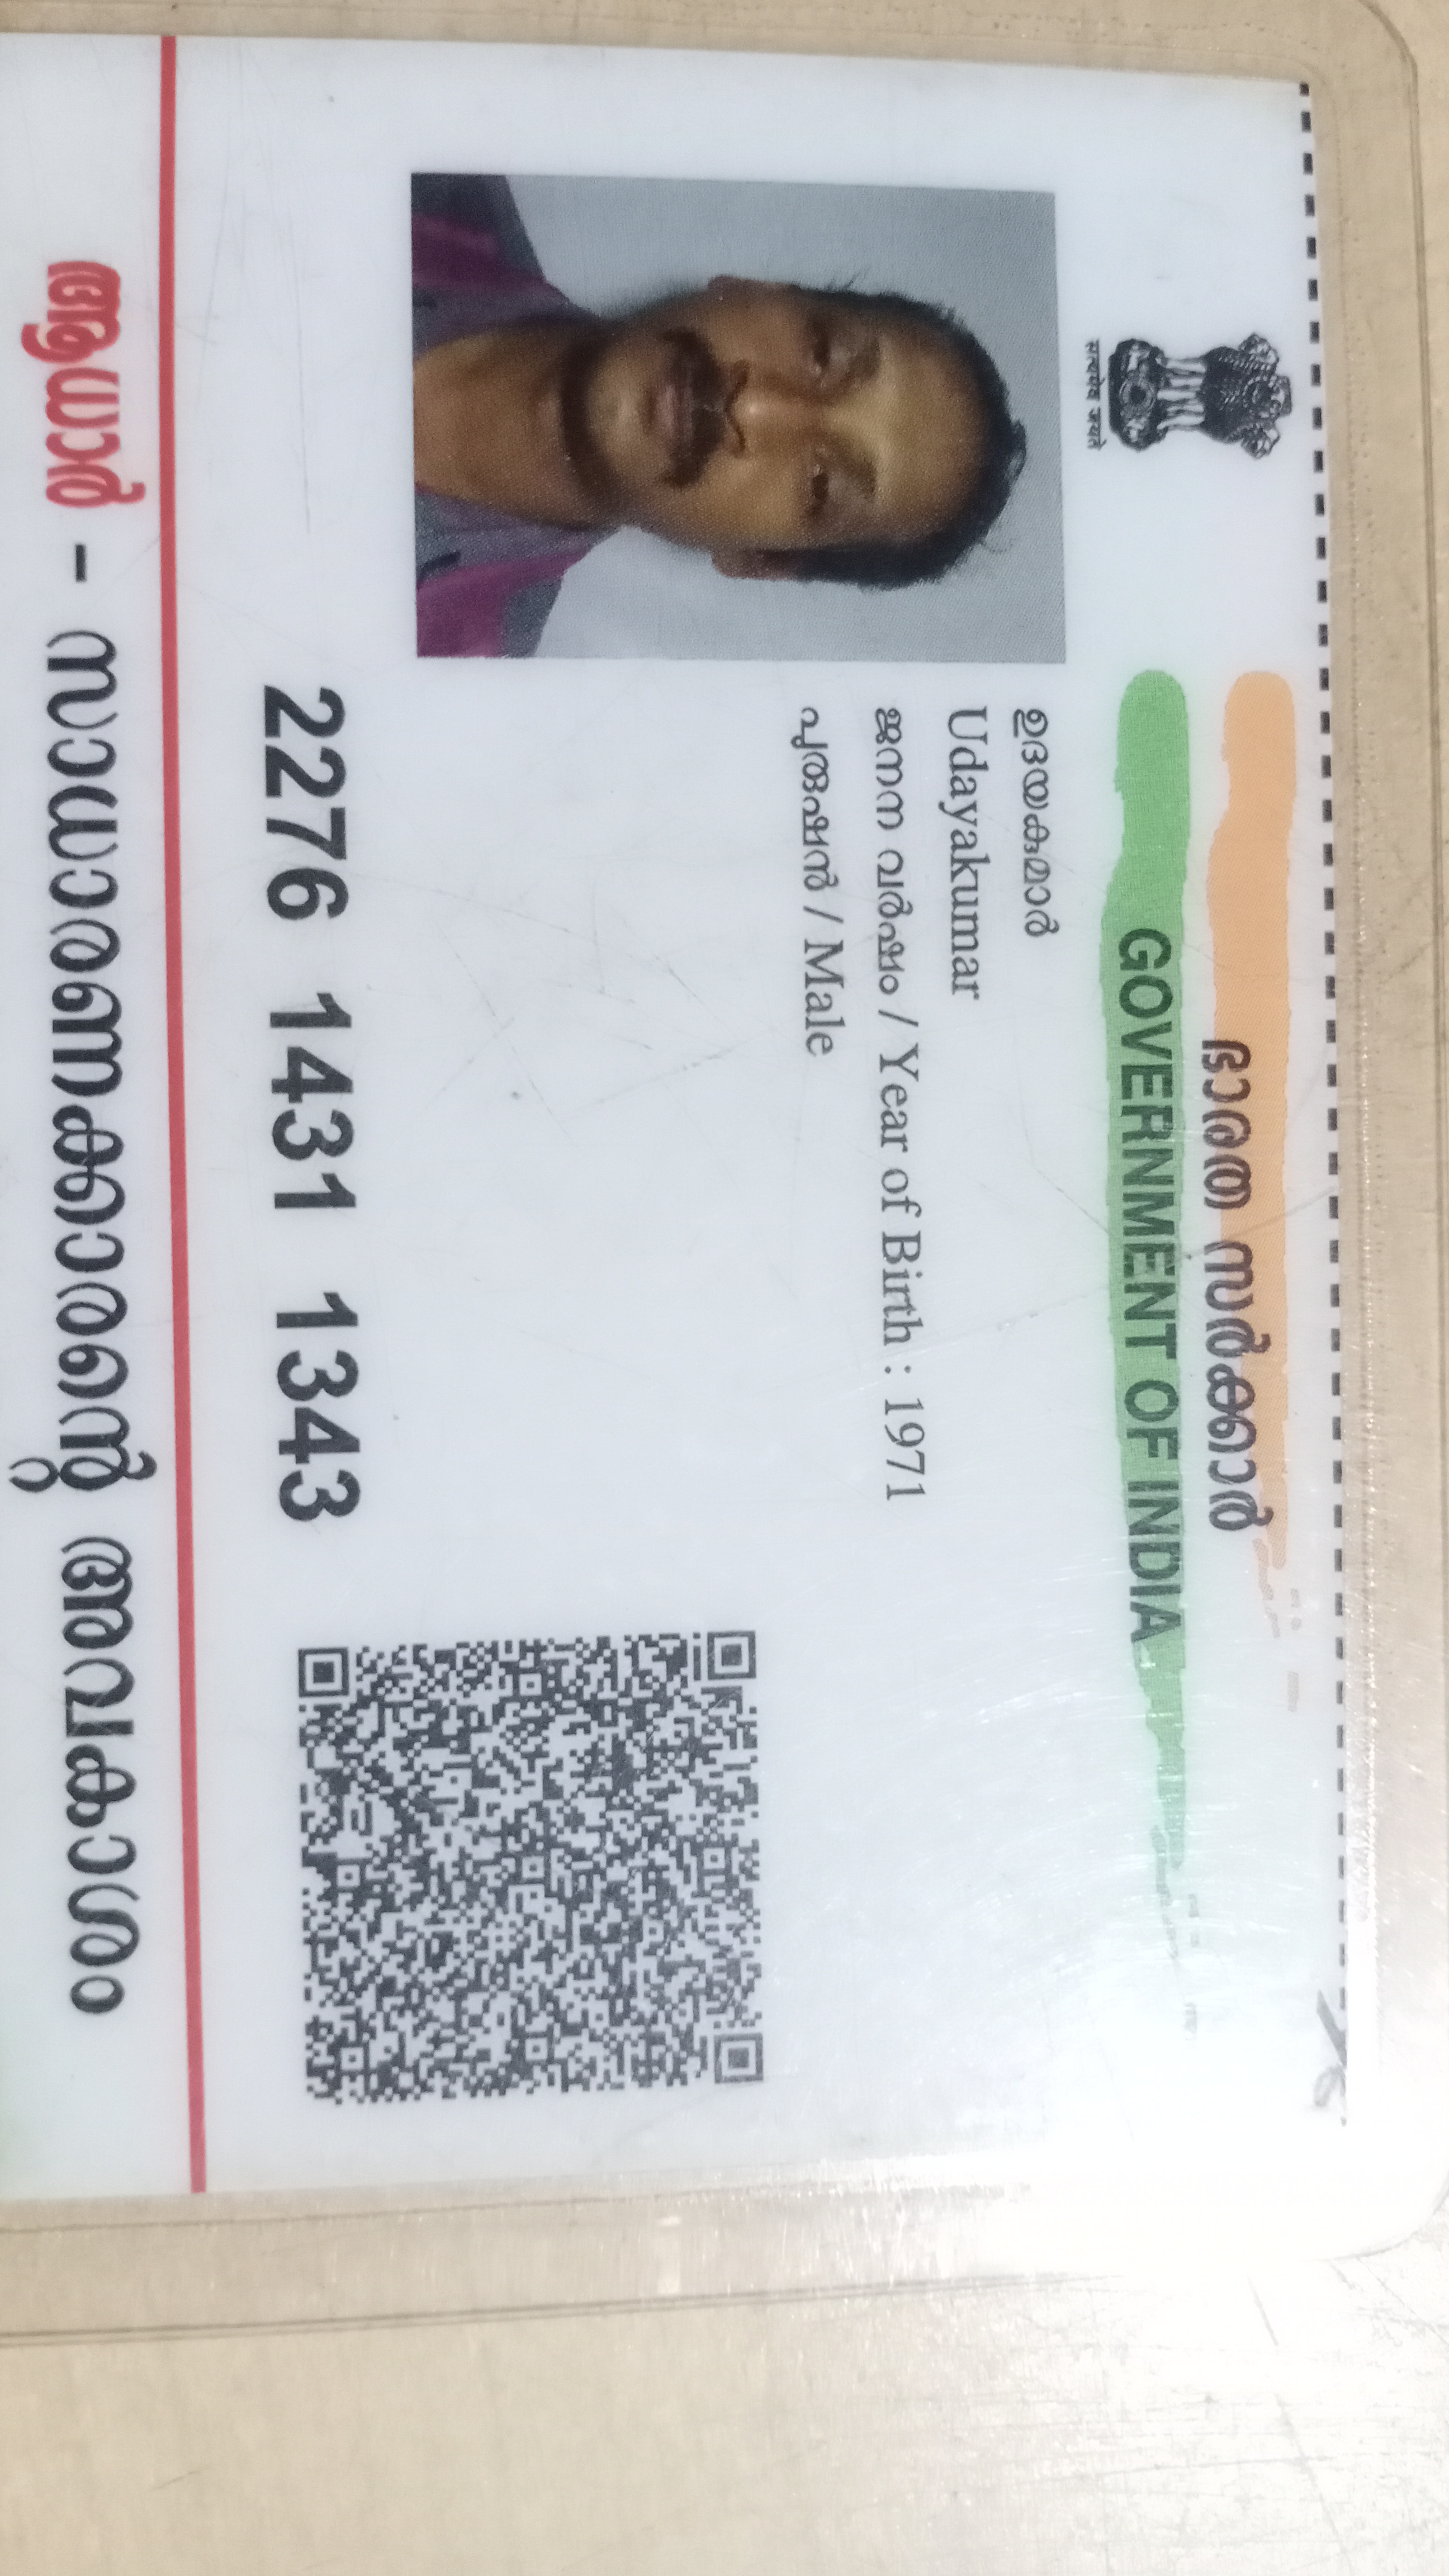 सत्यमेव जयते
ഭാരത സർക്കാർ
GOVERNMENT OF INDIA
ഉദയകുമാർ
Udayakumar
ജനന വർഷം / Year of Birth : 1971
പുരുഷൻ / Male
2276 1431 1343
ആധാർ - സാധാരണക്കാരന്റെ അവകാശം